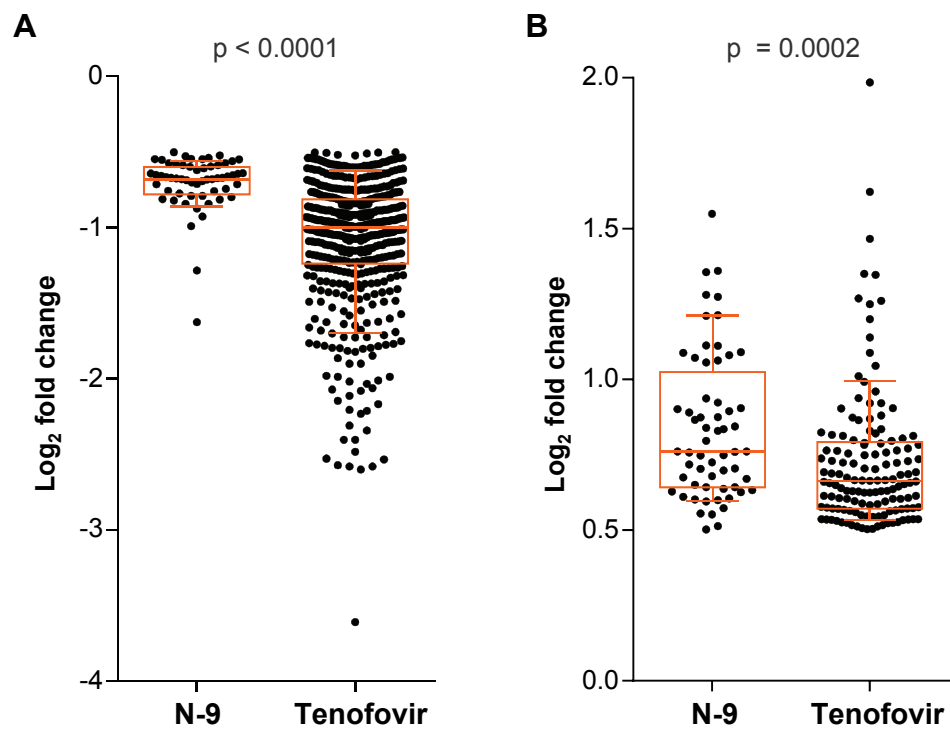 A
p < 0.0001
0
-1
-2
-3
-4
Log2 fold change
N-9
Tenofovir
B
p = 0.0002
2.0
1.5
1.0
0.5
0.0
Log2 fold change
N-9
Tenofovir